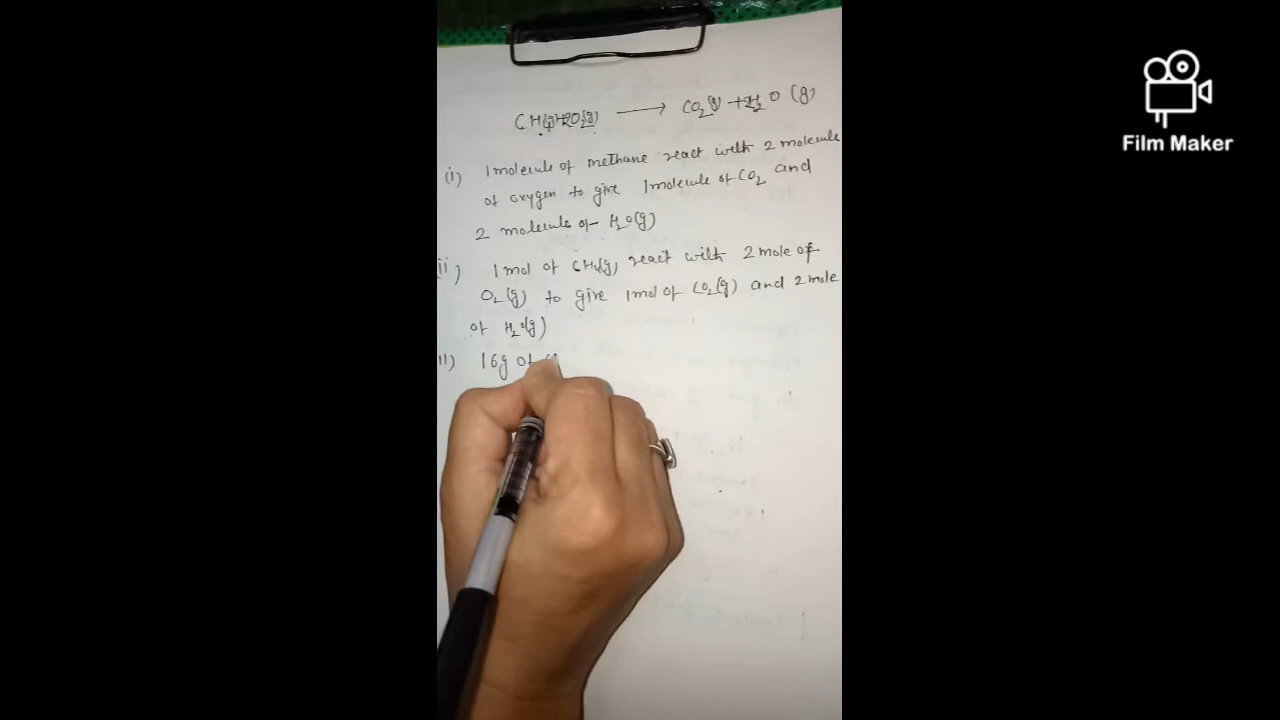 CH4(g)+2O2(g) → CO2(g) + 2H2O (g)
(i) 1 molecule of methane react with 2 molecule
of oxygen to give 1 molecule of CO2 and
2 molecule of H2O(g)
(ii) 1 mol of CH4(g) react with 2 mole of
O2(g) to give 1 mol of CO2(g) and 2 mole
of H2O(g)
II) 16g of
Film Maker